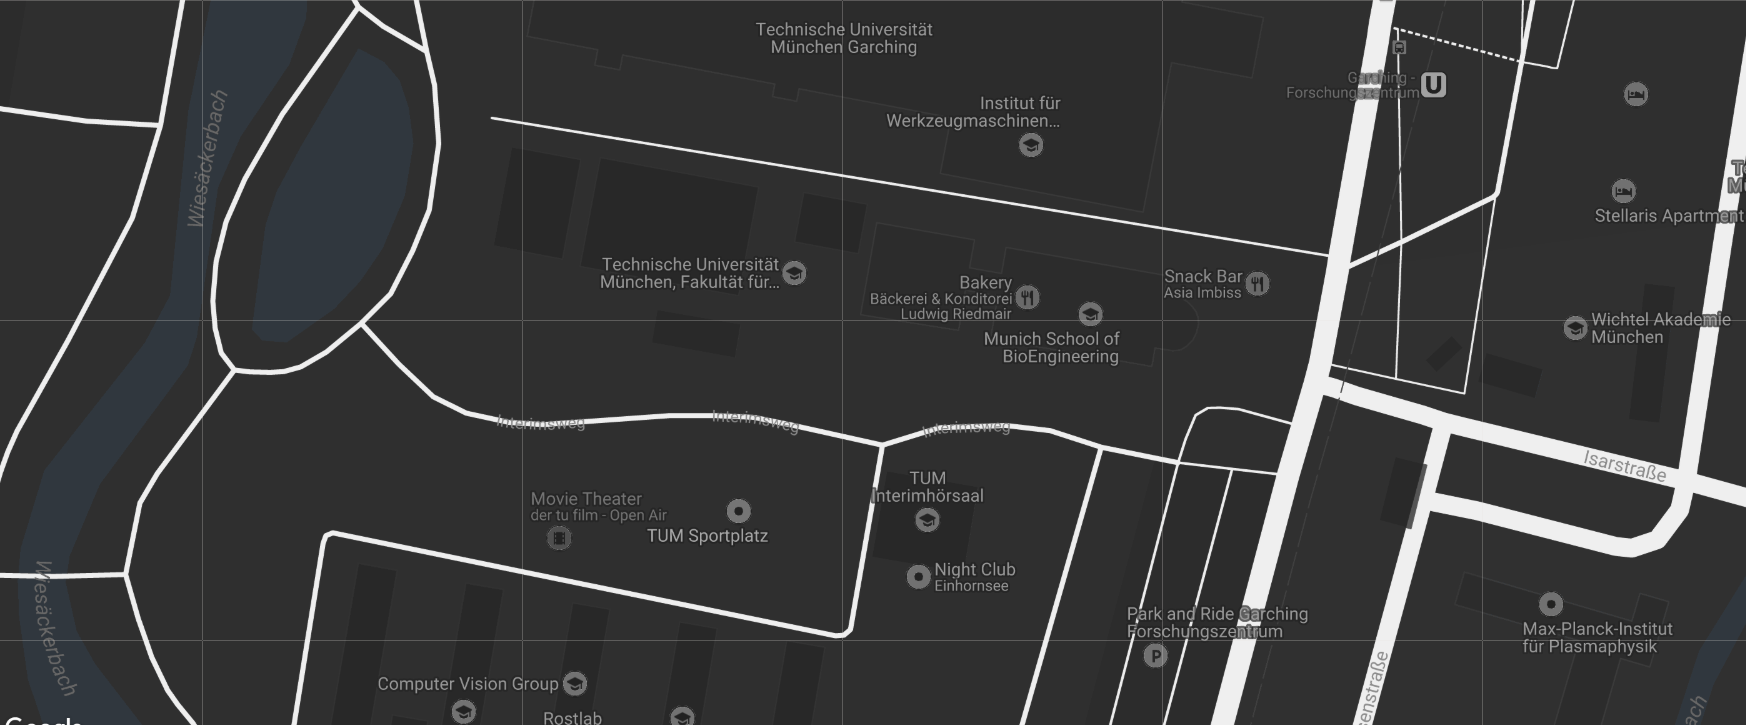 Technische Universität
München Garching
Garching -
Forschungszentrum
U
Institut für
Werkzeugmaschinen...
Wiesäckerbach
Stellaris Apartment
Technische Universität
München, Fakultät für...
Bakery
Bäckerei & Konditorei
Ludwig Riedmair
Snack Bar
Asia Imbiss
Munich School of
BioEngineering
Wichtel Akademie
München
Interimsweg
Interimsweg
Interimsweg
Isarstraße
TUM
Interimhörsaal
Movie Theater
der tu film - Open Air
TUM Sportplatz
Night Club
Einhornsee
Wiesäckerbach
Park and Ride Garching
Forschungszentrum
P
Max-Planck-Institut
für Plasmaphysik
Computer Vision Group
Rostlab
senstraße
ach
Google